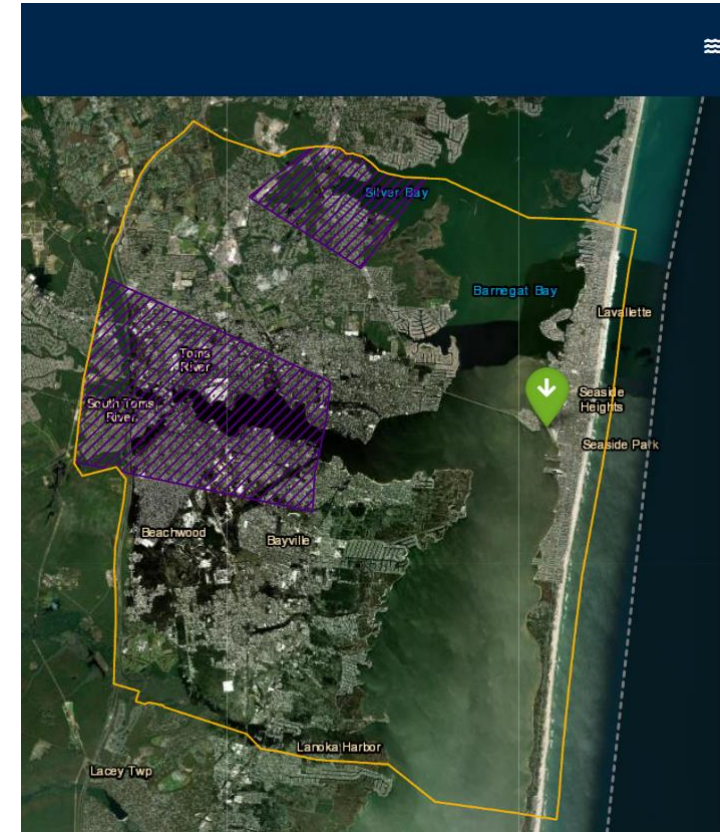 Silver Bay
Barnegat Bay
Lavallette
Toms
River
Seaside
Heights
South Toms
River
Seaside Park
Beachwood
Bayville
Lanoka Harbor
Lacey Twp